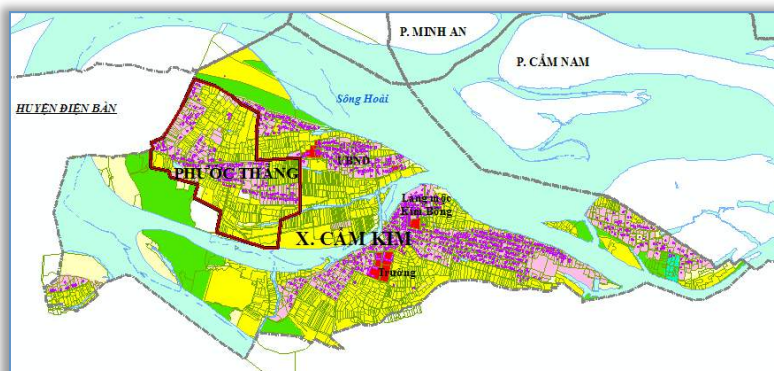 P. MINH AN
P. CẨM NAM
Sông Hoài
HUYỆN ĐIỆN BÀN
UBND
PHƯỚC THẮNG
Làng mộc
Kim Bồng
X. CẨM KIM
Trường